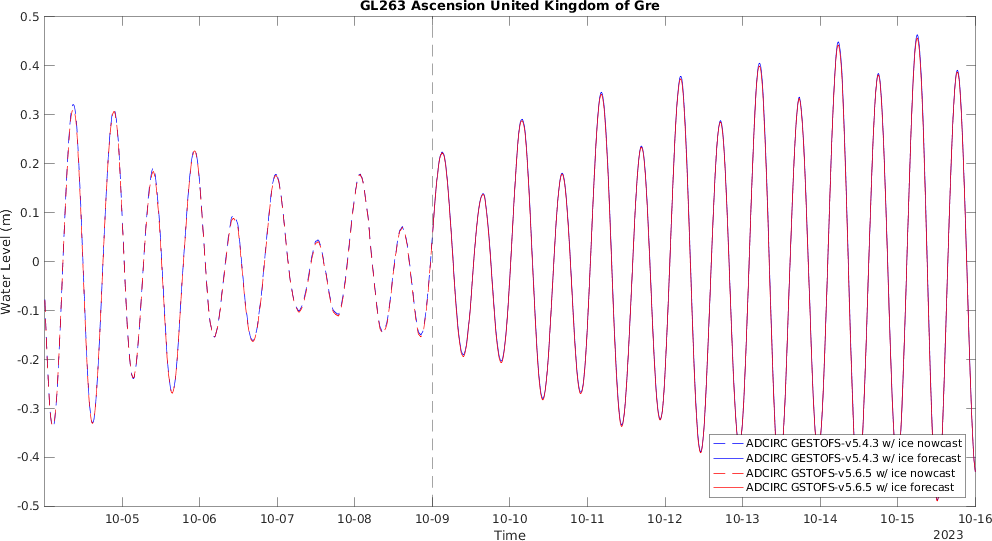 GL263 Ascension United Kingdom of Gre
0.5
0.4
0.3
0.2
0.1
0
-0.1
-0.2
-0.3
-0.4
-0.5
Water Level (m)
ADCIRC GESTOFS-v5.4.3 w/ ice nowcast
ADCIRC GESTOFS-v5.4.3 w/ ice forecast
ADCIRC GSTOFS-v5.6.5 w/ ice nowcast
ADCIRC GSTOFS-v5.6.5 w/ ice forecast
10-05 10-06 10-07 10-08 10-09 10-10 10-11 10-12 10-13 10-14 10-15 10-16
Time
2023